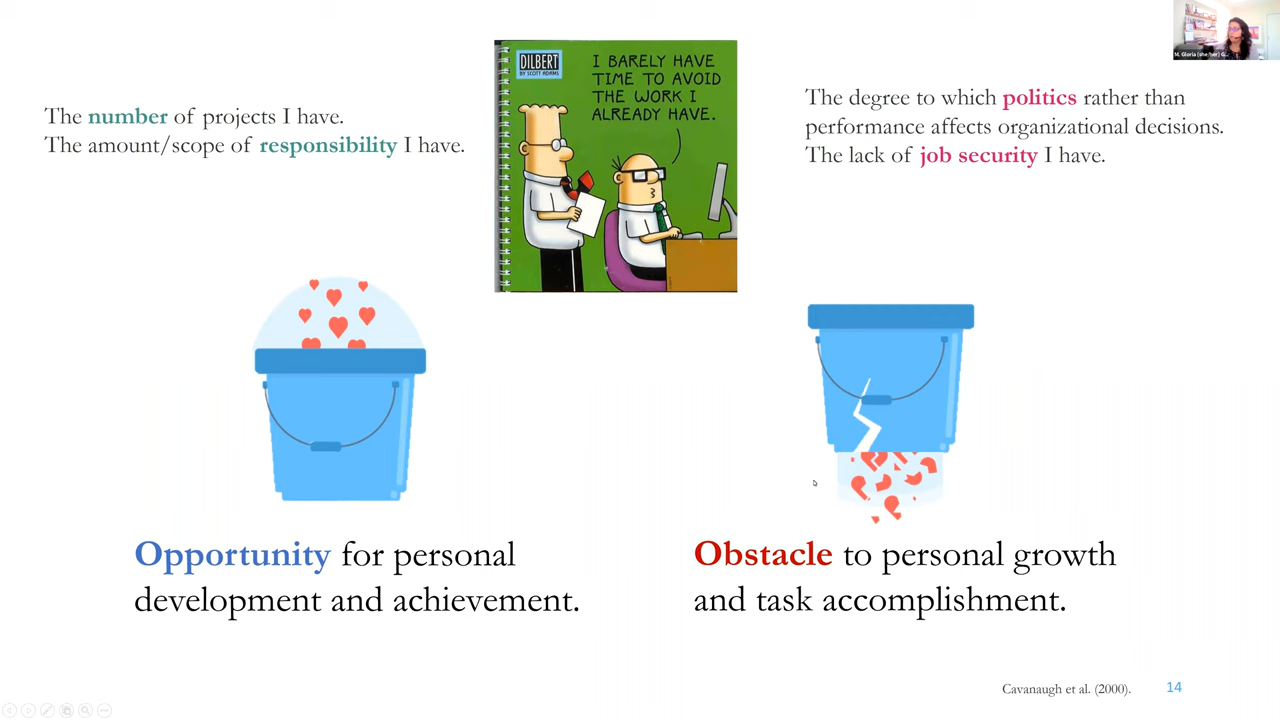 M. Gloria (she/her) G...
The number of projects I have.
The amount/scope of responsibility I have.
DILBERT
BY SCOTT ADAMS
I BARELY HAVE
TIME TO AVOID
THE WORK I
ALREADY HAVE.
The degree to which politics rather than
performance affects organizational decisions.
The lack of job security I have.
Opportunity for personal
development and achievement.
Obstacle to personal growth
and task accomplishment.
Cavanaugh et al. (2000).
14